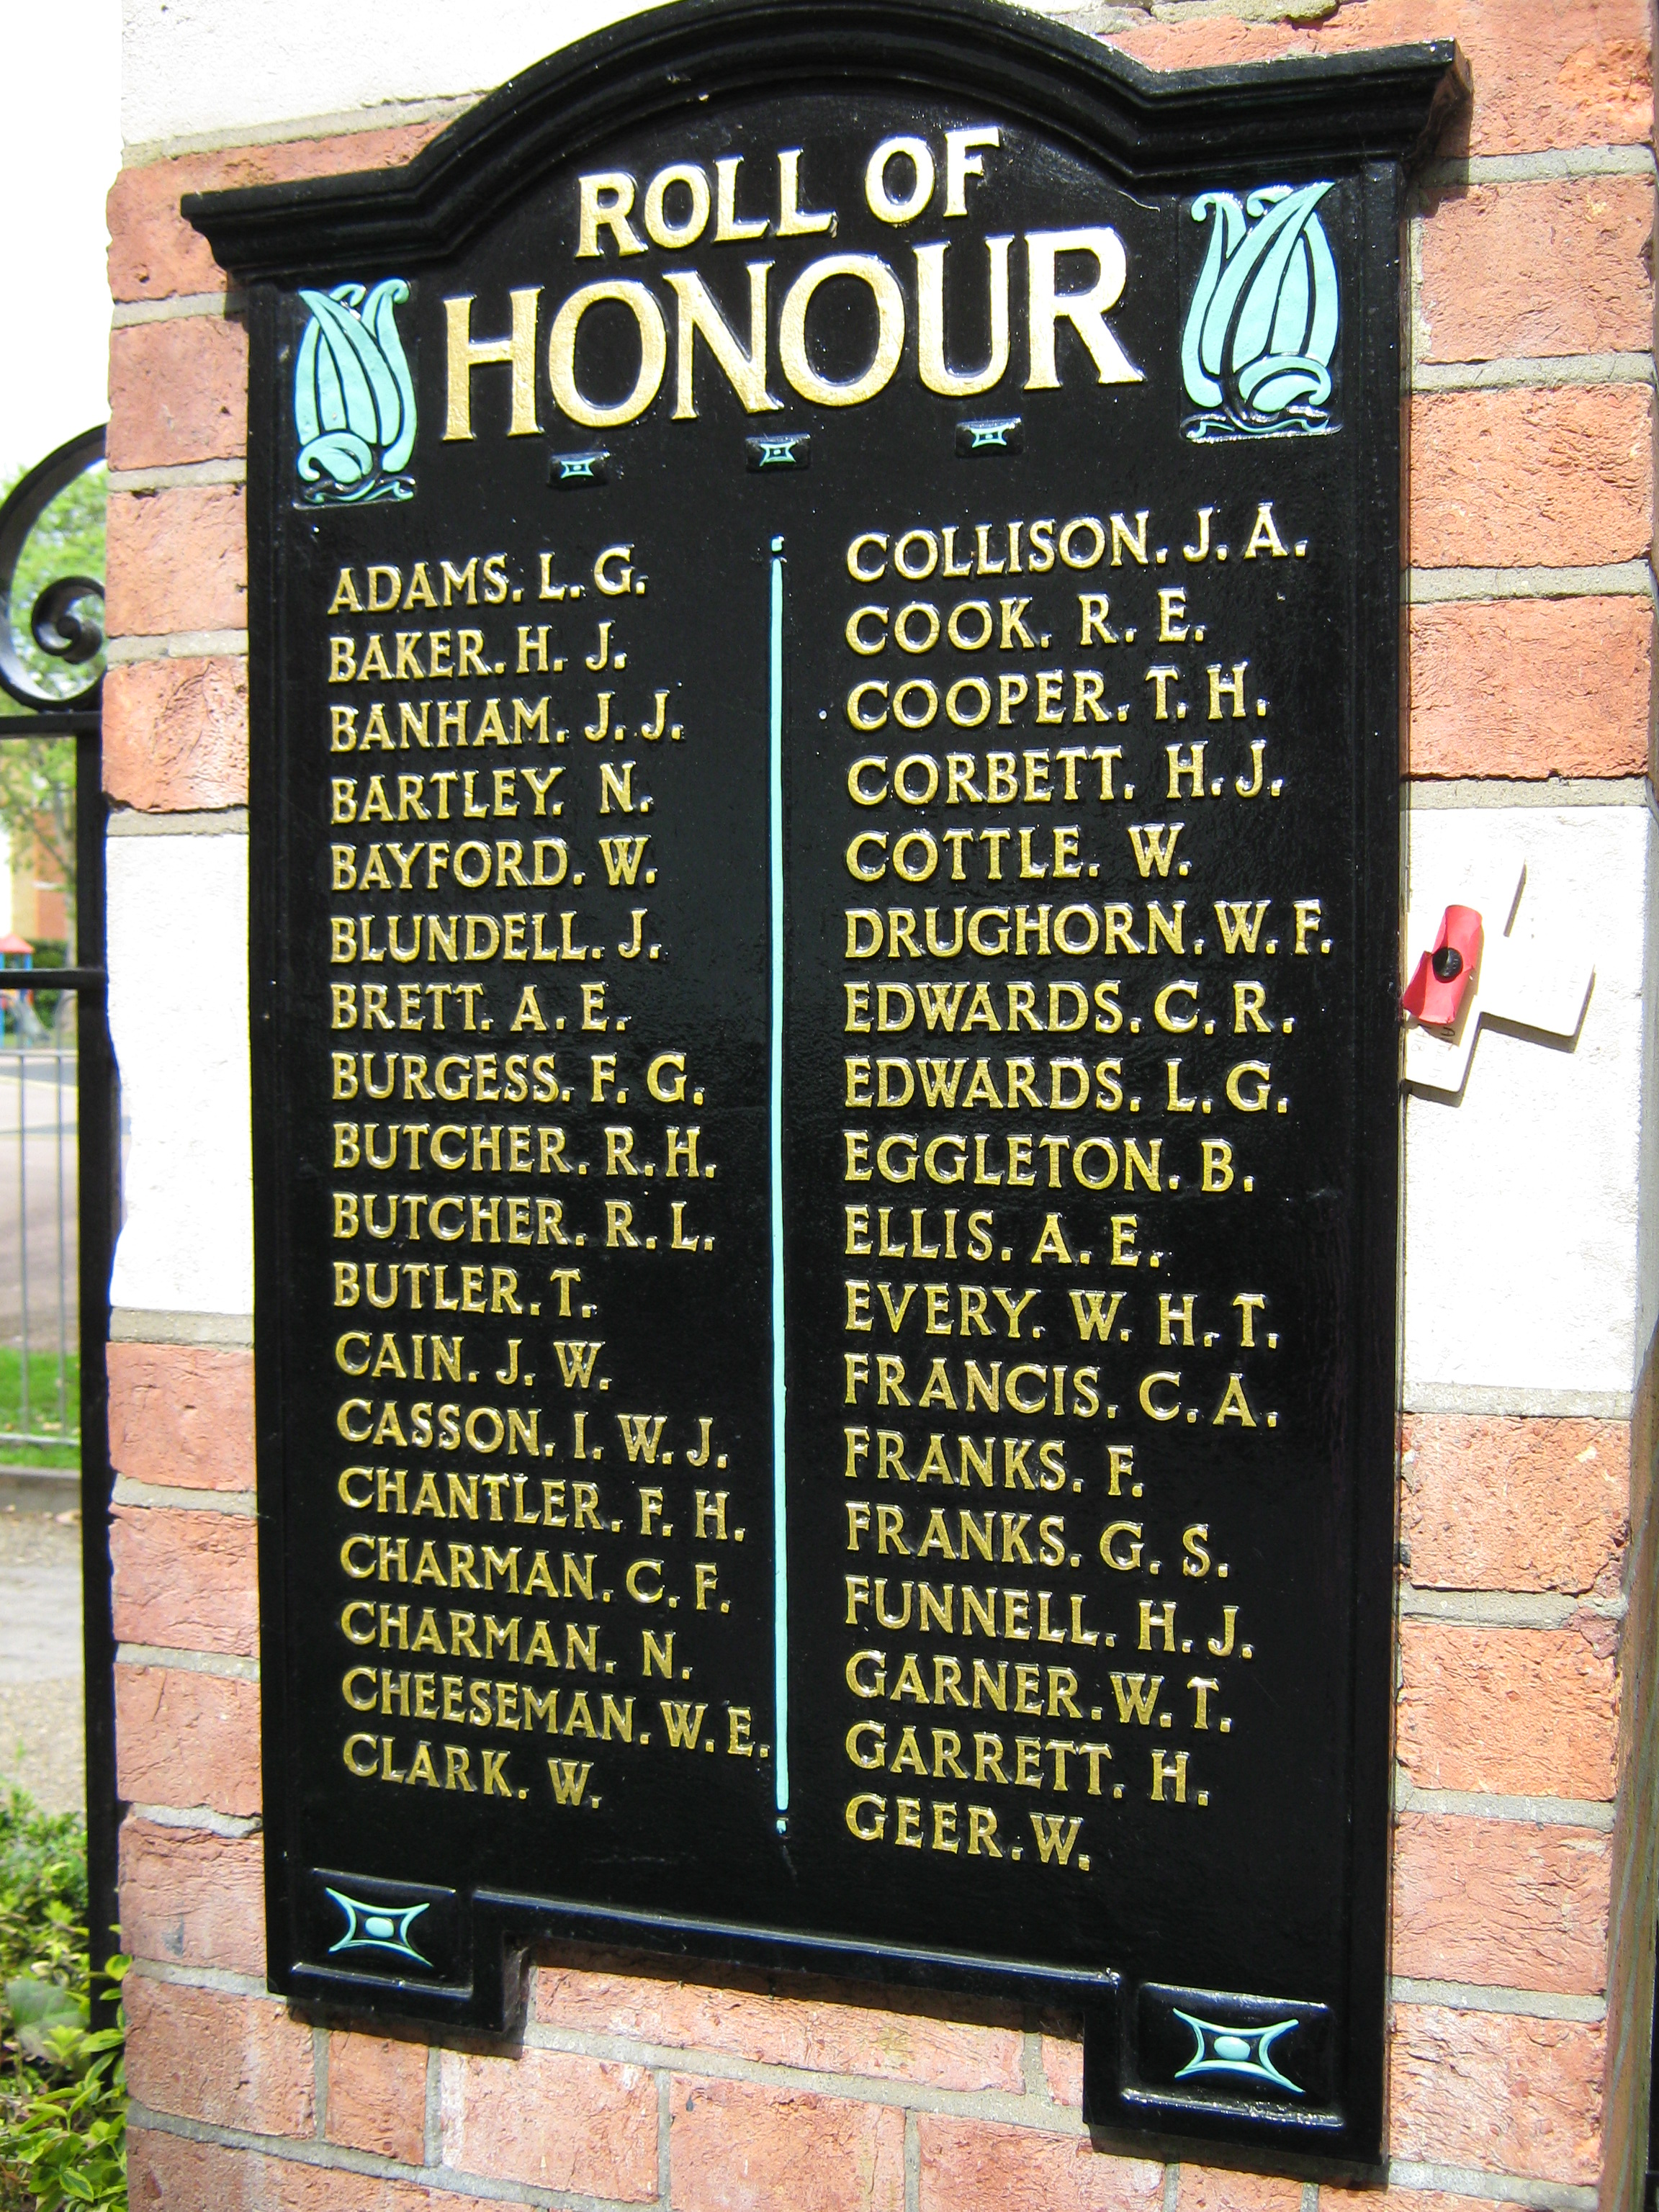 ROLL OF
HONOUR
ADAMS. L. G.
BAKER. H. J.
BANHAM. J. J.
BARTLEY. N.
BAYFORD. W.
BLUNDELL. J.
BRETT. A. E.
BURGESS. F. G.
BUTCHER. R. H.
BUTCHER. R. L.
BUTLER. T.
CAIN. J. W.
CASSON. I. W. J.
CHANTLER. F. H.
CHARMAN. C. F.
CHARMAN. N.
CHEESEMAN. W. E.
CLARK. W.
COLLISON. J. A.
COOK. R. E.
COOPER. T. H.
CORBETT. H. J.
COTTLE. W.
DRUGHORN. W. F.
EDWARDS. C. R.
EDWARDS. L. G.
EGGLETON. B.
ELLIS. A. E.
EVERY. W. H. T.
FRANCIS. C. A.
FRANKS. F.
FRANKS. G. S.
FUNNELL. H. J.
GARNER. W. T.
GARRETT. H.
GEER. W.